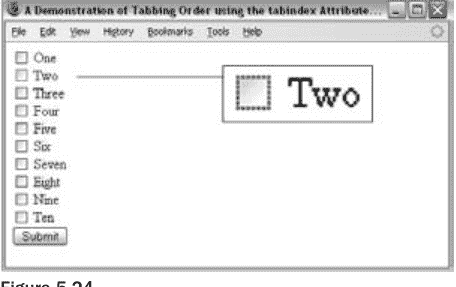 A Demonstration of Tabbing Order using the tabindex Attribute...
File Edit View History Bookmarks Tools Help
One
Two
Two
Three
Four
Five
Six
Seven
Eight
Nine
Ten
Submit
Figure 5-24